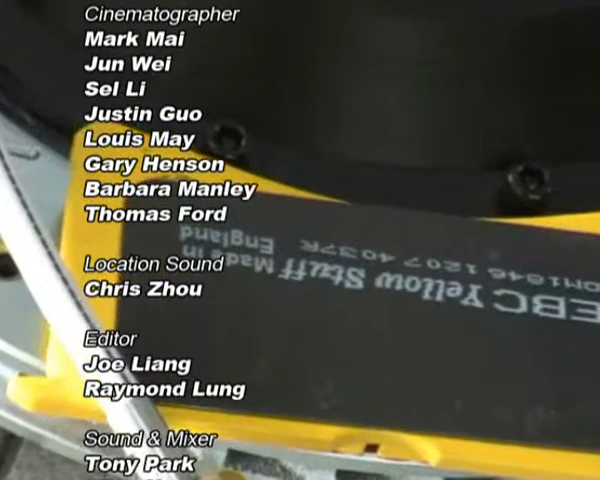 Cinematographer
Mark Mai
Jun Wei
Sel Li
Justin Guo
Louis May
Gary Henson
Barbara Manley
Thomas Ford
Location Sound
Chris Zhou
Editor
Joe Liang
Raymond Lung
Sound & Mixer
Tony Park
EBC Yellow Stuff Made in
England